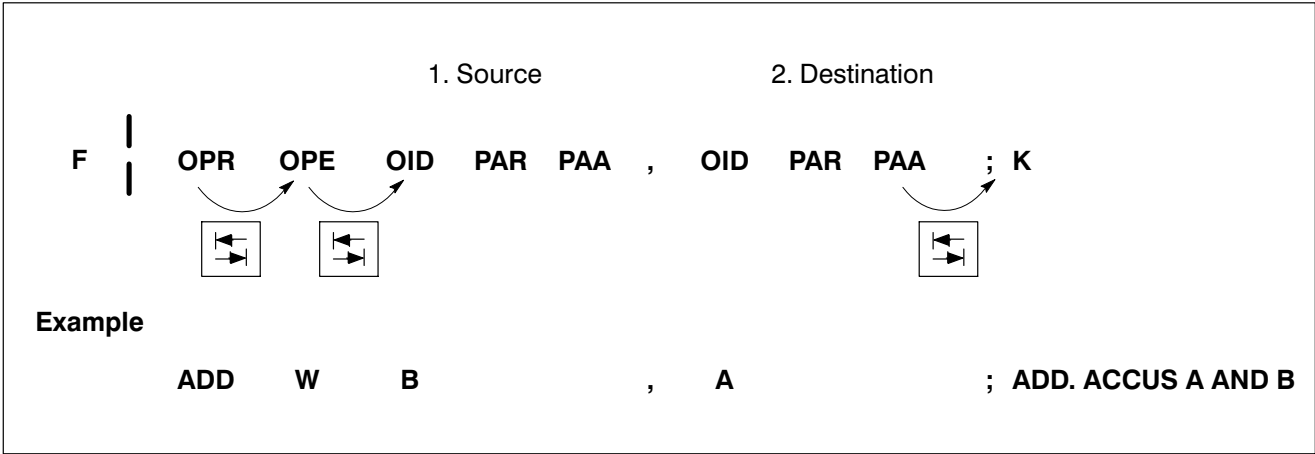 1. Source 2. Destination
F OPR OPE OID PAR PAA , OID PAR PAA ; K
Example
ADD W B , A ; ADD. ACCUS A AND B